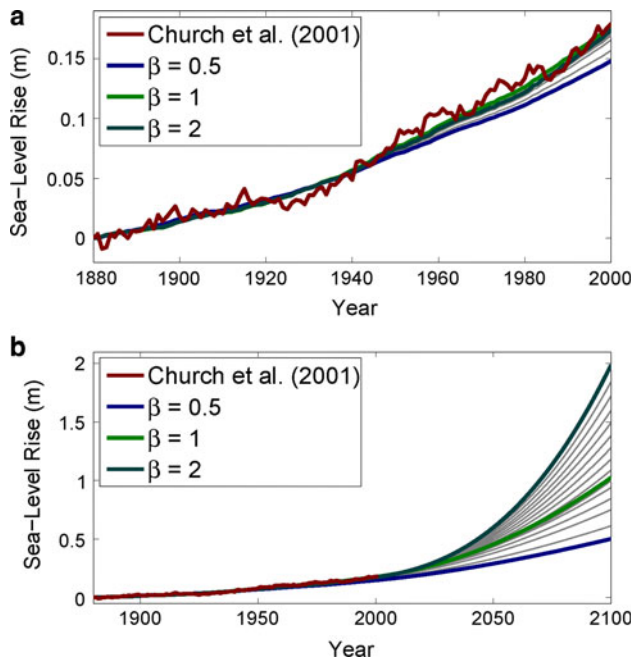 a
Church et al. (2001)
β = 0.5
β = 1
β = 2
Sea-Level Rise (m)
0.15
0.1
0.05
0
1880 1900 1920 1940 1960 1980 2000
Year
b
Church et al. (2001)
β = 0.5
β = 1
β = 2
Sea-Level Rise (m)
2
1.5
1
0.5
0
1900 1950 2000 2050 2100
Year